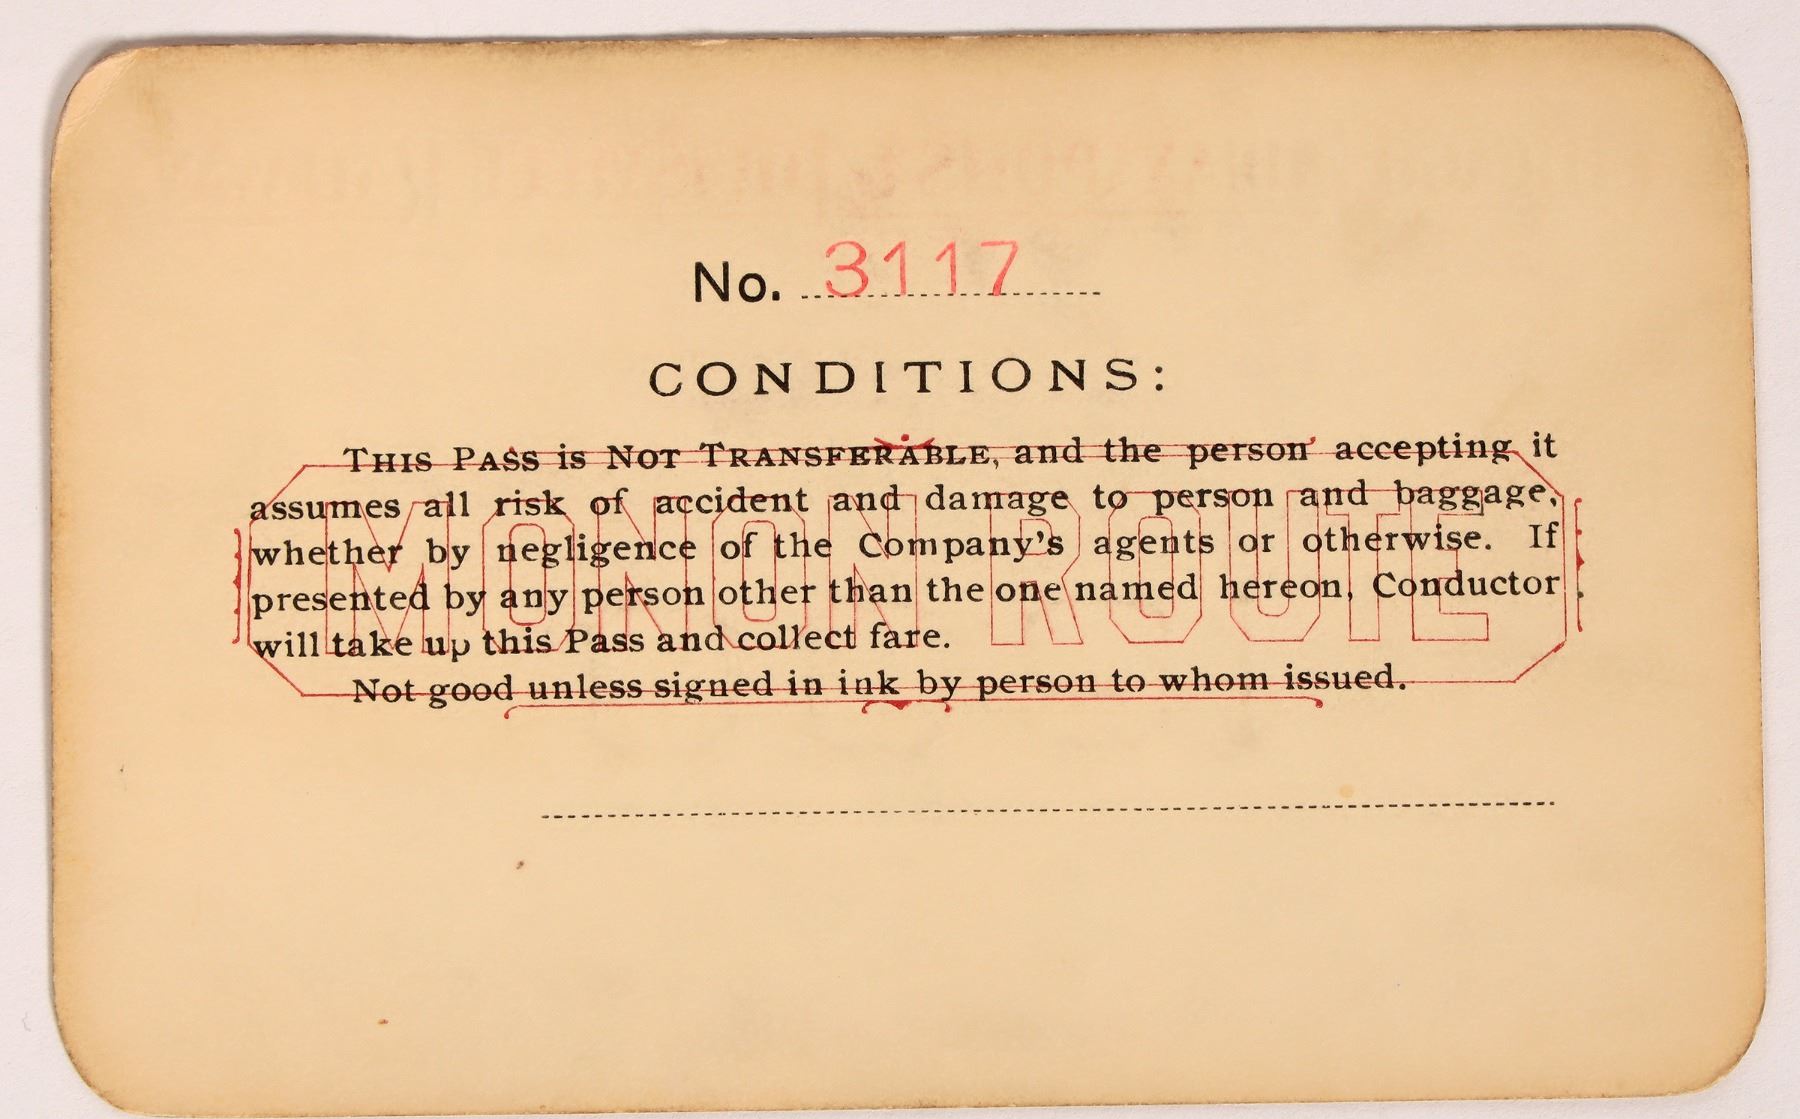 No. 3117
CONDITIONS:
THIS PASS is NOT TRANSFERABLE, and the person accepting it
assumes all risk of accident and damage to person and baggage,
whether by negligence of the Company's agents or otherwise. If
presented by any person other than the one named hereon, Conductor
will take up this Pass and collect fare.
Not good unless signed in ink by person to whom issued.
MONON ROUTE